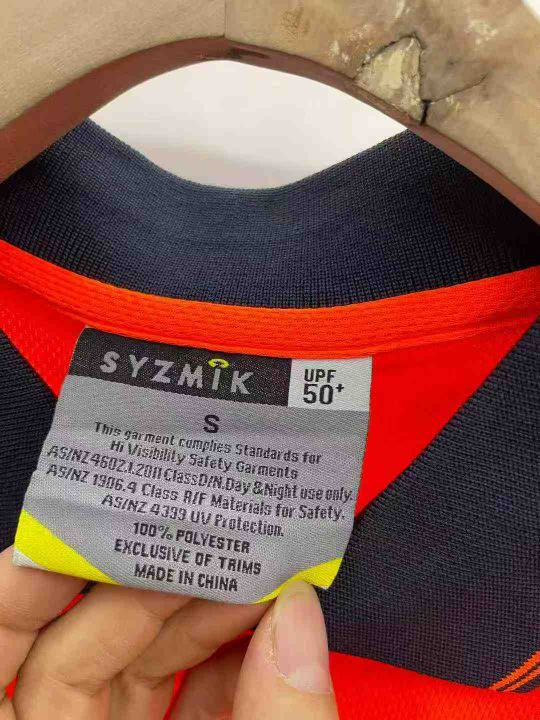 SYZMIK
UPF
50+
S
This garment complies Standards for
Hi Visibility Safety Garments
AS/NZ 4602.1.2011 Class D/N. Day & Night use only.
AS/NZ 1906.4 Class R/F Materials for Safety.
AS/NZ 4399 UV Protection.
100% POLYESTER
EXCLUSIVE OF TRIMS
MADE IN CHINA